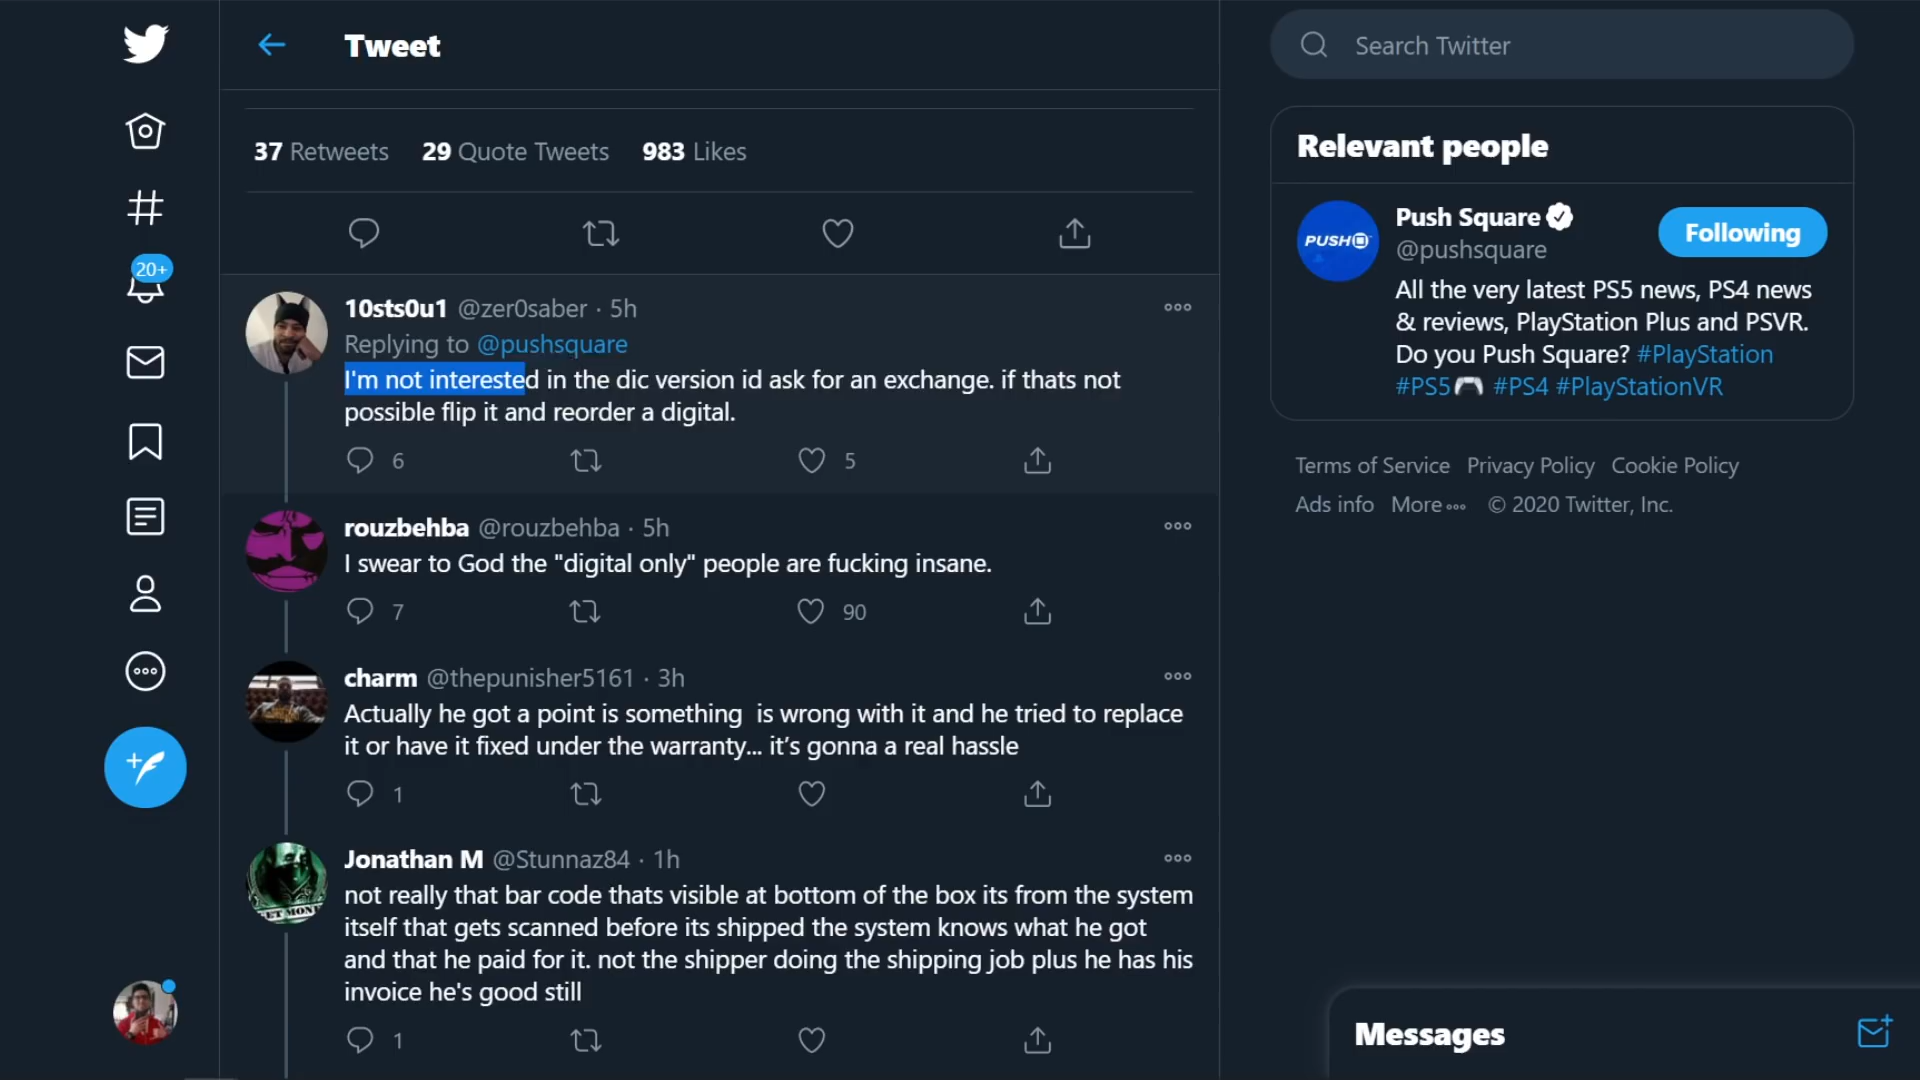 Tweet
37 Retweets 29 Quote Tweets 983 Likes
20+
10sts0u1 @zer0saber · 5h
Replying to @pushsquare
I'm not interested in the dic version id ask for an exchange. if thats not
possible flip it and reorder a digital.
6 5
rouzbehba @rouzbehba · 5h
I swear to God the "digital only" people are fucking insane.
7 90
charm @thepunisher5161 · 3h
Actually he got a point is something  is wrong with it and he tried to replace
it or have it fixed under the warranty... it’s gonna a real hassle
1
Jonathan M @Stunnaz84 · 1h
not really that bar code thats visible at bottom of the box its from the system
itself that gets scanned before its shipped the system knows what he got
and that he paid for it. not the shipper doing the shipping job plus he has his
invoice he's good still
1
Search Twitter
Relevant people
PUSH
Push Square
@pushsquare
Following
All the very latest PS5 news, PS4 news
& reviews, PlayStation Plus and PSVR.
Do you Push Square? #PlayStation
#PS5🎮 #PS4 #PlayStationVR
Terms of Service Privacy Policy Cookie Policy
Ads info More © 2020 Twitter, Inc.
Messages